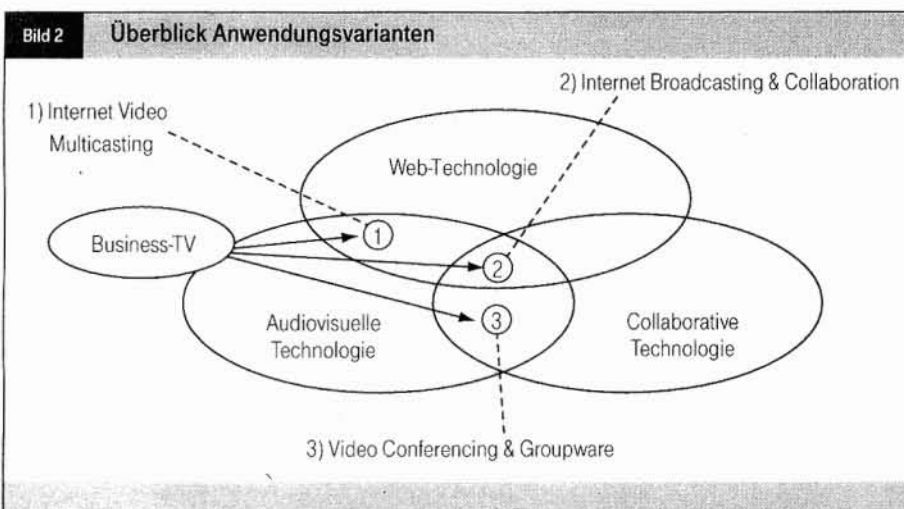 Bild 2 Überblick Anwendungsvarianten
2) Internet Broadcasting & Collaboration
1) Internet Video
Multicasting
Web-Technologie
Business-TV
1
2
3
Audiovisuelle
Technologie
Collaborative
Technologie
3) Video Conferencing & Groupware